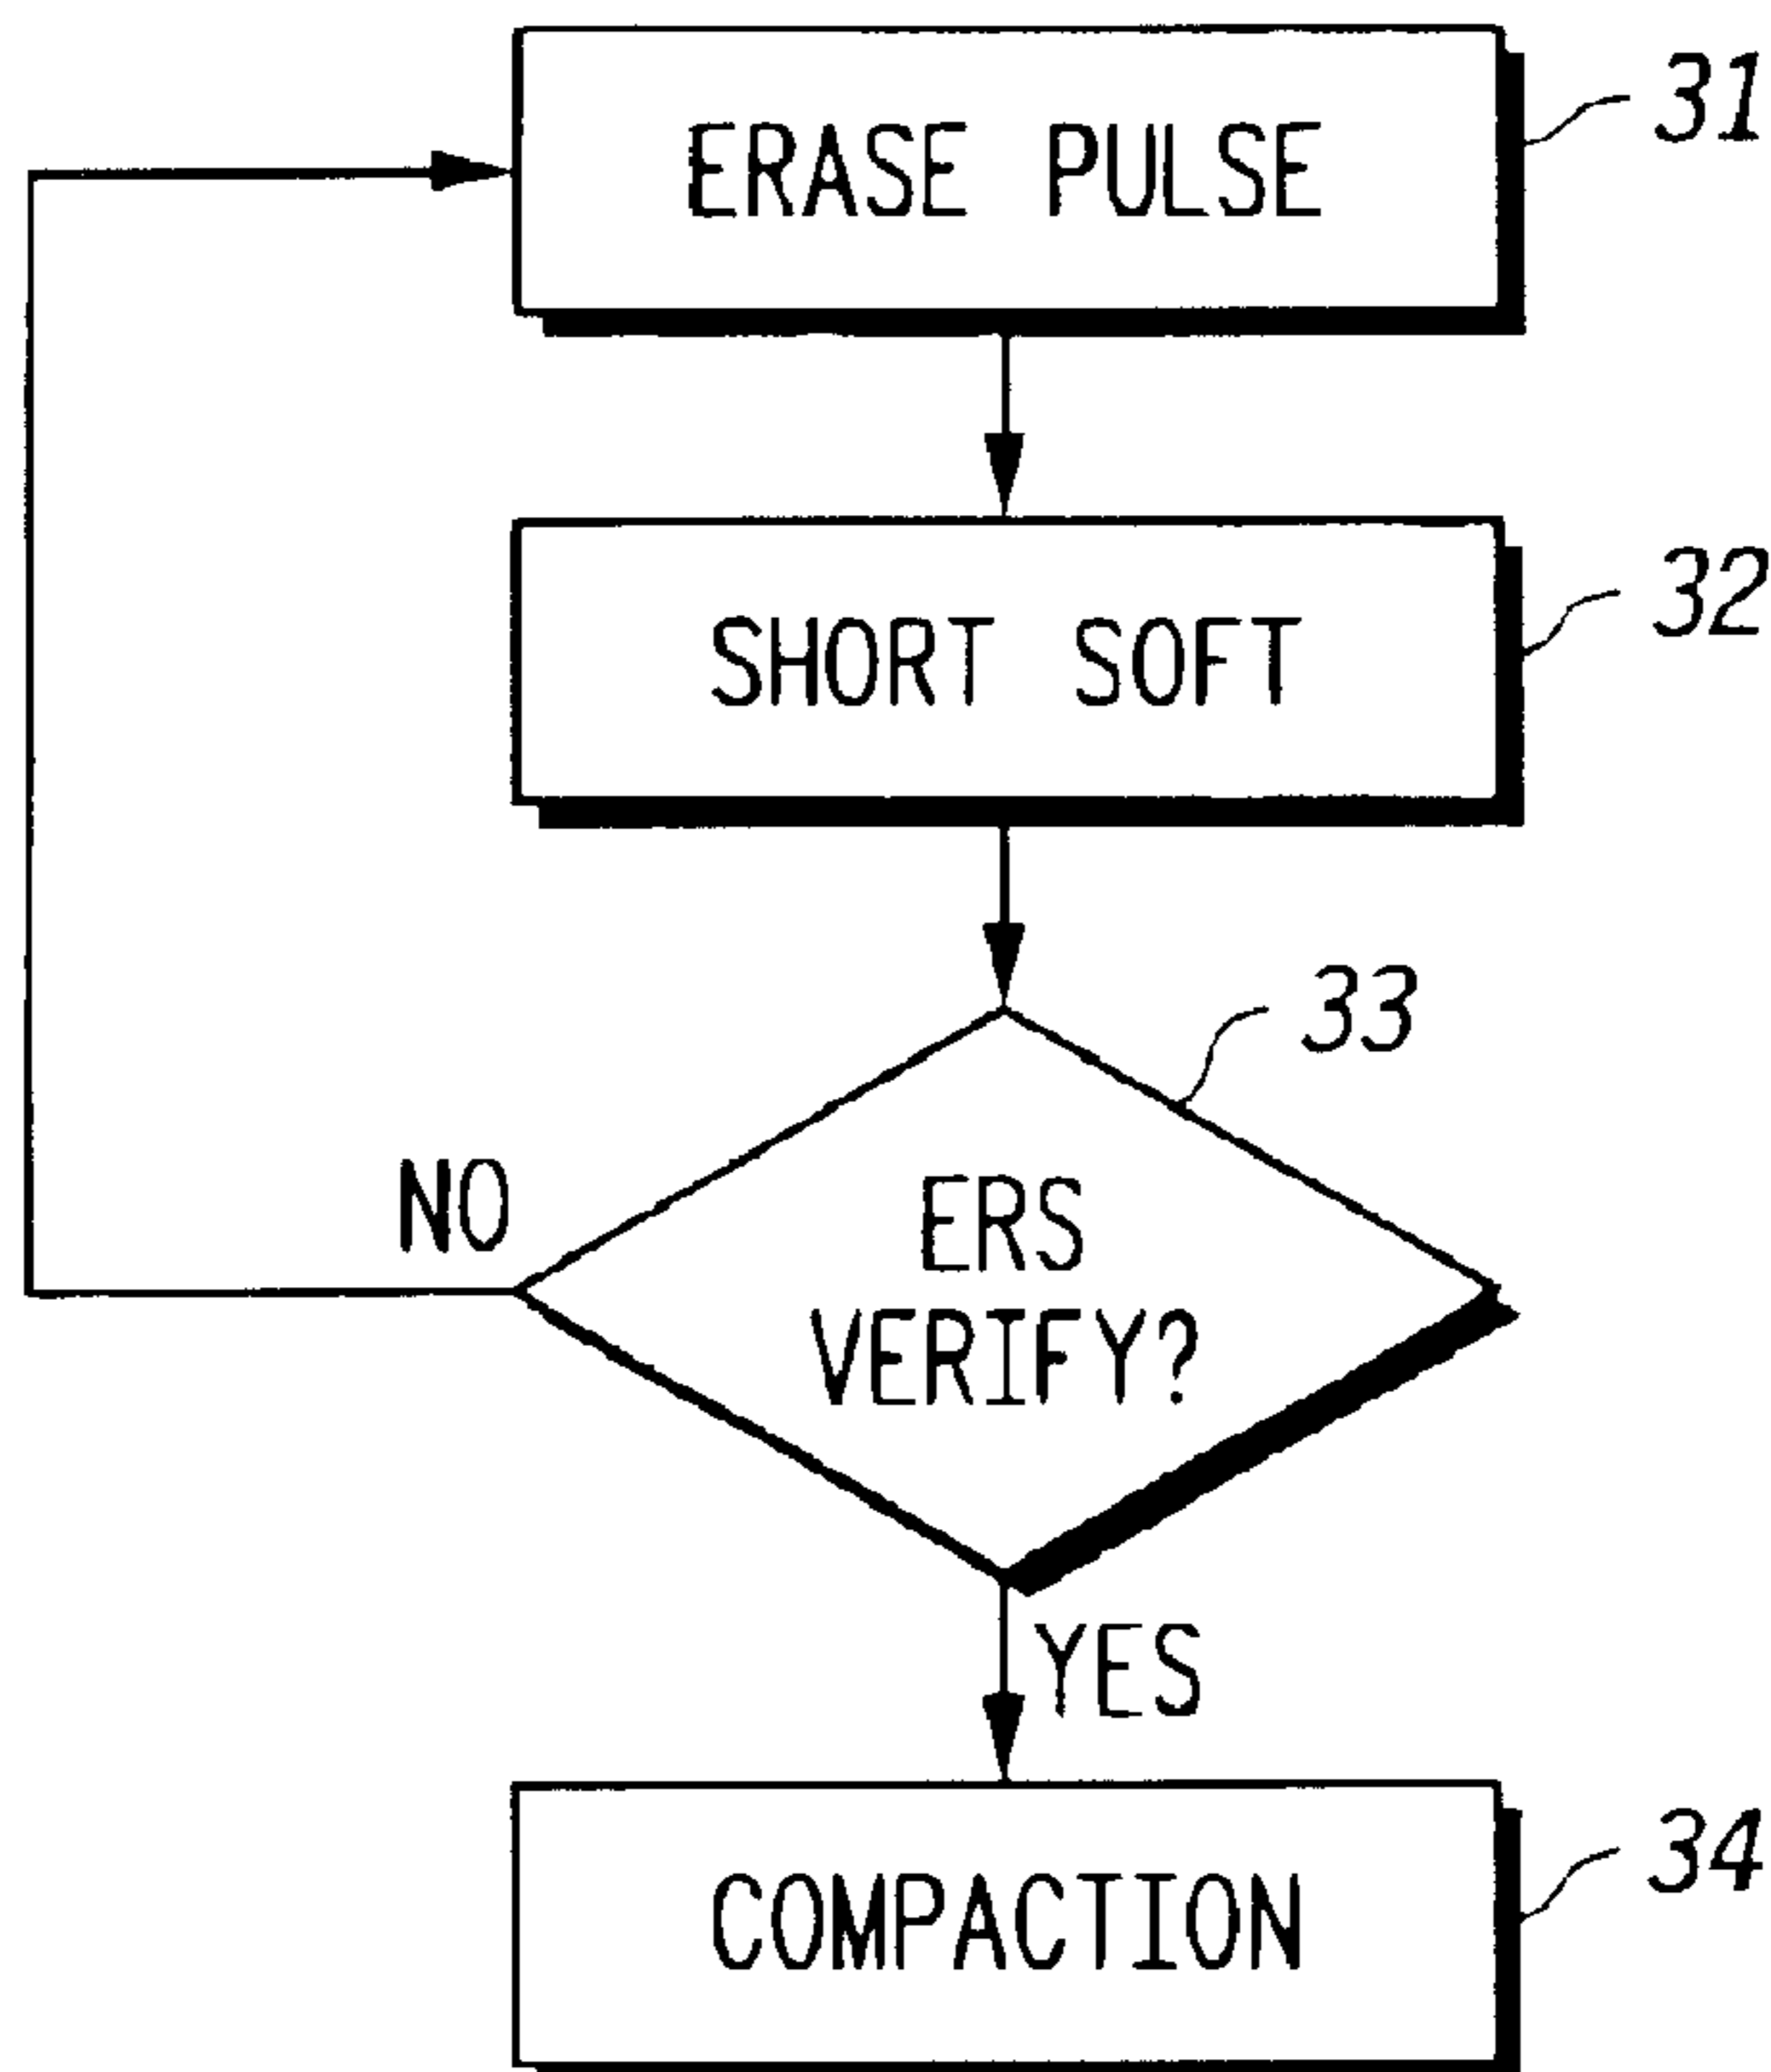 ERASE PULSE
31
SHORT SOFT
32
33
ERS
VERIFY?
NO
YES
COMPACTION
34